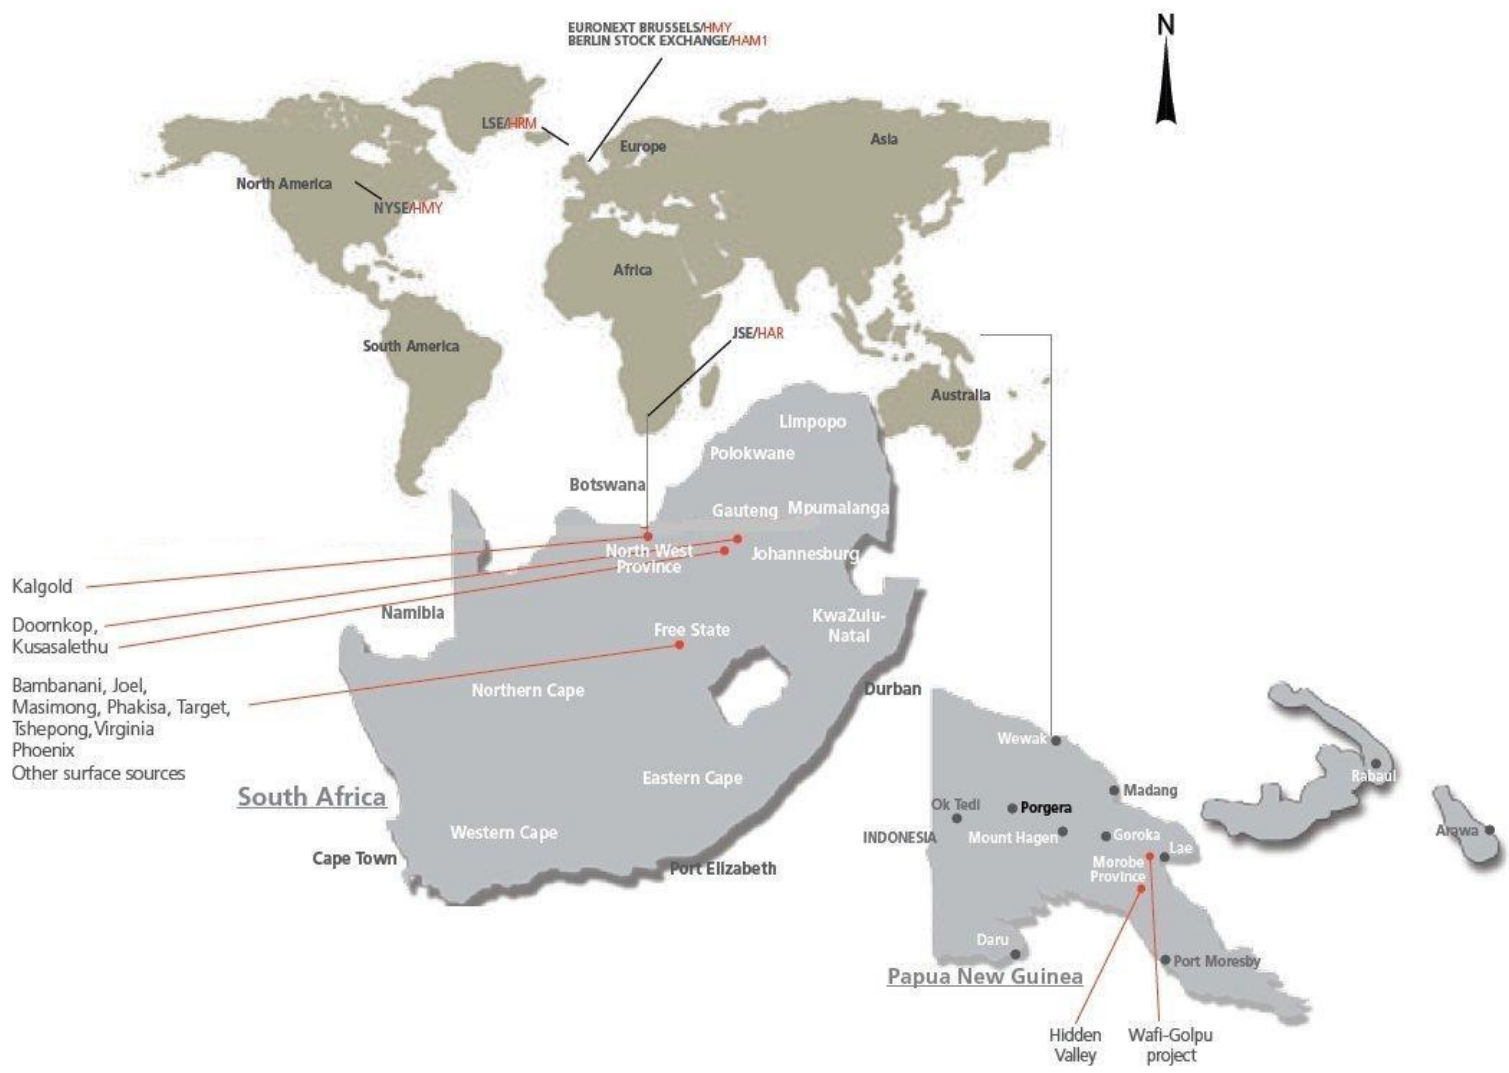 EURONEXT BRUSSELS/HMY
BERLIN STOCK EXCHANGE/HAM1
N
LSE/HRM
Europe
Asia
North America
NYSE/HMY
Africa
JSE/HAR
South America
Australia
Limpopo
Polokwane
Botswana
Gauteng
Mpumalanga
North West
Province
Johannesburg
Kalgold
Namibia
Doornkop,
Kusasalethu
KwaZulu-
Natal
Free State
Bambanani, Joel,
Masimong, Phakisa, Target,
Tshepong, Virginia
Phoenix
Other surface sources
Northern Cape
Durban
Eastern Cape
South Africa
Western Cape
Cape Town
Port Elizabeth
Wewak
Rabaul
Madang
Ok Tedi
Porgera
Arawa
INDONESIA
Mount Hagen
Goroka
Lae
Morobe
Province
Daru
Port Moresby
Papua New Guinea
Hidden
Valley
Wafi-Golpu
project